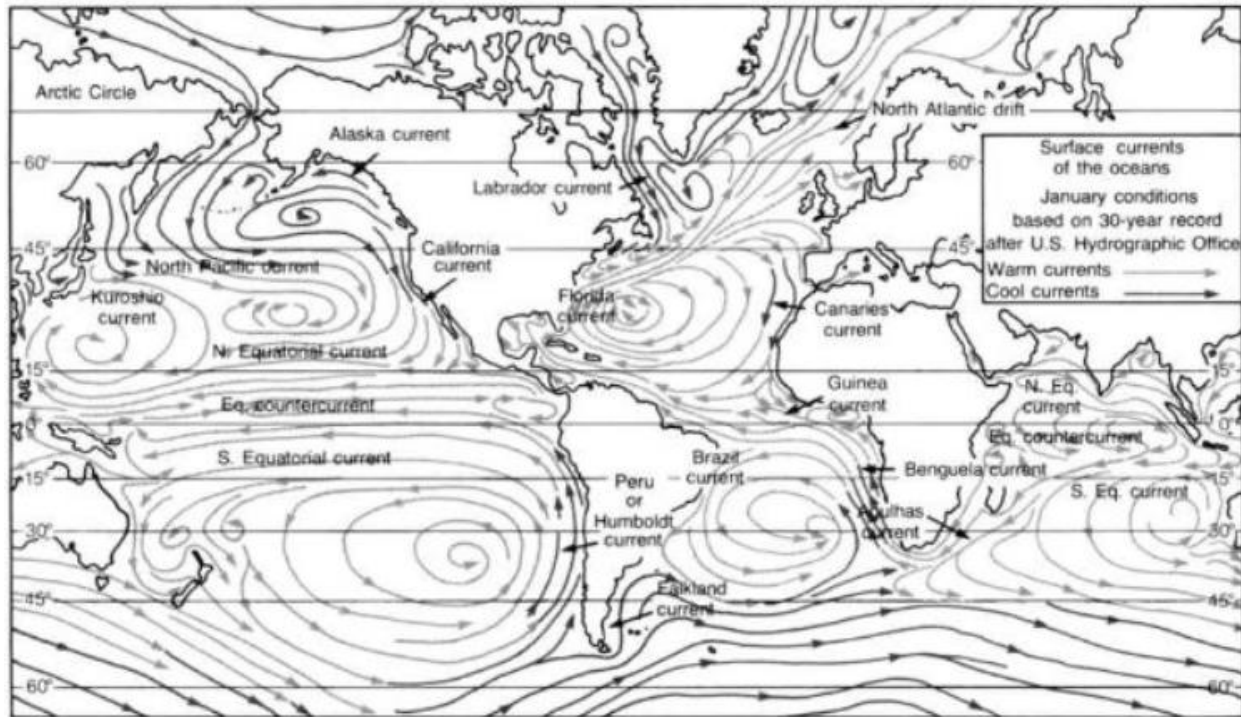 Arctic Circle
Alaska current
North Atlantic drift
60°
60°
Labrador current
Surface currents
of the oceans
January conditions
based on 30-year record
after U.S. Hydrographic Office
Warm currents
Cool currents
45°
45°
California
current
North Pacific current
Kuroshio
current
Florida
current
Canaries
current
N. Equatorial current
15°
15°
Guinea
current
N. Eq.
current
Eq. countercurrent
0°
0°
Eq. countercurrent
S. Equatorial current
Brazil
current
Benguela current
15°
15°
Peru
or
Humboldt
current
S. Eq. current
Agulhas
current
30°
30°
Falkland
current
45°
45°
60°
60°